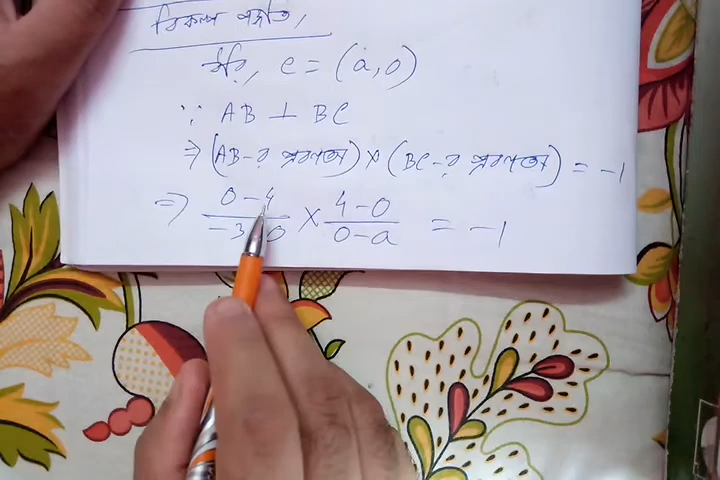 বিকল্প পদ্ধতি,
ধরি, C = (a,0)
∵ AB ⊥ BC
⇒ (AB-র প্রবণতা) × (BC-র প্রবণতা) = -1
⇒ (0-4)/(-3-0) × (4-0)/(0-a) = -1